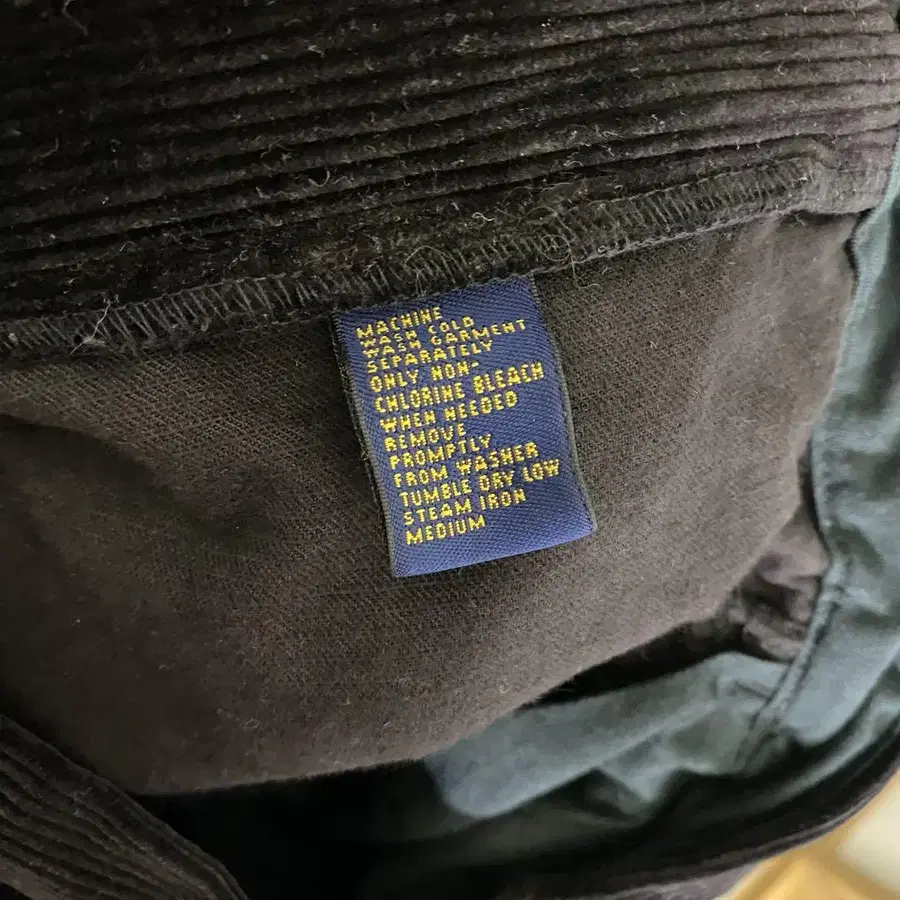 MACHINE
WASH COLD
WASH GARMENT
SEPARATELY
ONLY NON-
CHLORINE BLEACH
WHEN NEEDED
REMOVE
PROMPTLY
FROM WASHER
TUMBLE DRY LOW
STEAM IRON
MEDIUM